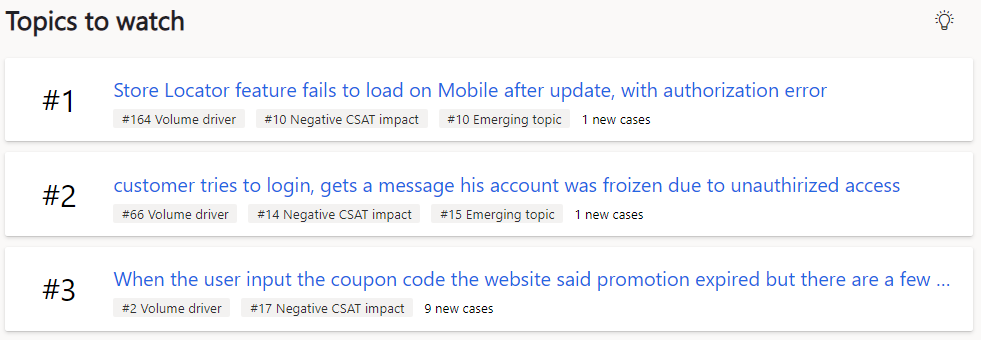 Topics to watch
#1
Store Locator feature fails to load on Mobile after update, with authorization error
#164 Volume driver #10 Negative CSAT impact #10 Emerging topic 1 new cases
#2
customer tries to login, gets a message his account was froizen due to unauthirized access
#66 Volume driver #14 Negative CSAT impact #15 Emerging topic 1 new cases
#3
When the user input the coupon code the website said promotion expired but there are a few ...
#2 Volume driver #17 Negative CSAT impact 9 new cases